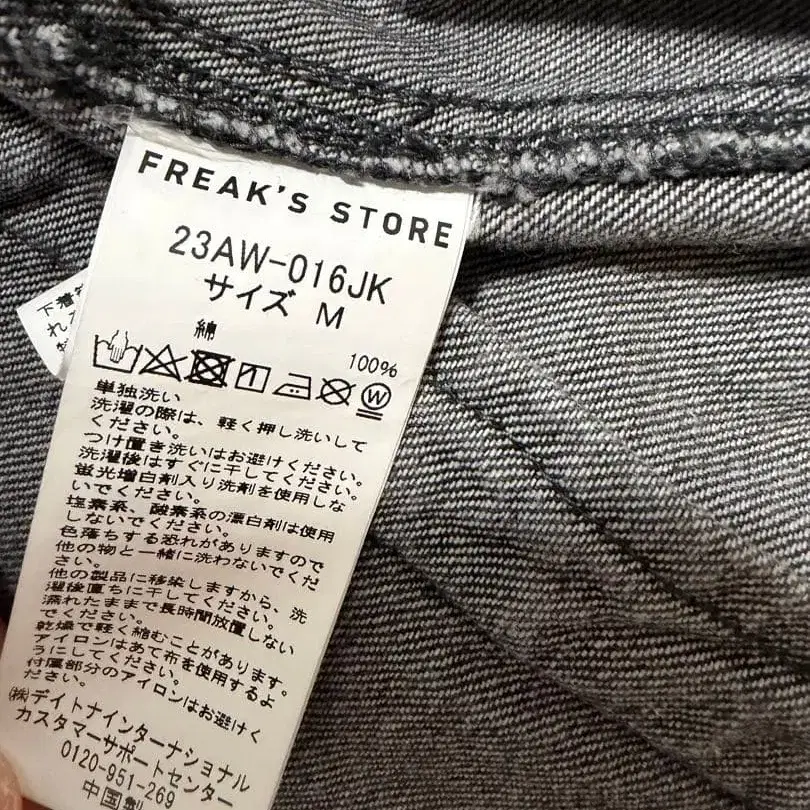 FREAK'S STORE
23AW-016JK
サイズ M
綿
100%
W
単独洗い
洗濯の際は、軽く押し洗いして
ください。
つけ置き洗いはお避けください。
洗濯後はすぐに干してください。
蛍光増白剤入り洗剤を使用しな
いでください。
塩素系、酸素系の漂白剤は使用
しないでください。
色落ちする恐れがありますので
他の物と一緒に洗わないでくだ
さい。
他の製品に移染しますから、洗
濯後直ちに干してください。
濡れたままで長時間放置しない
でください。
乾燥で軽く縮むことがあります。
アイロンはあて布を使用するよ
うにしてください。
付属部分のアイロンはお避けく
ださい。
(株)デイトナインターナショナル
カスタマーサポートセンター
0120-951-269
中国製
下着
れ